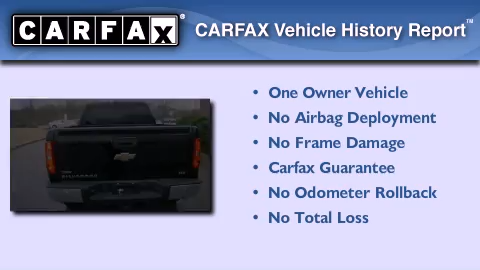 CARFAX® CARFAX Vehicle History Report™
• One Owner Vehicle
• No Airbag Deployment
• No Frame Damage
• Carfax Guarantee
• No Odometer Rollback
• No Total Loss